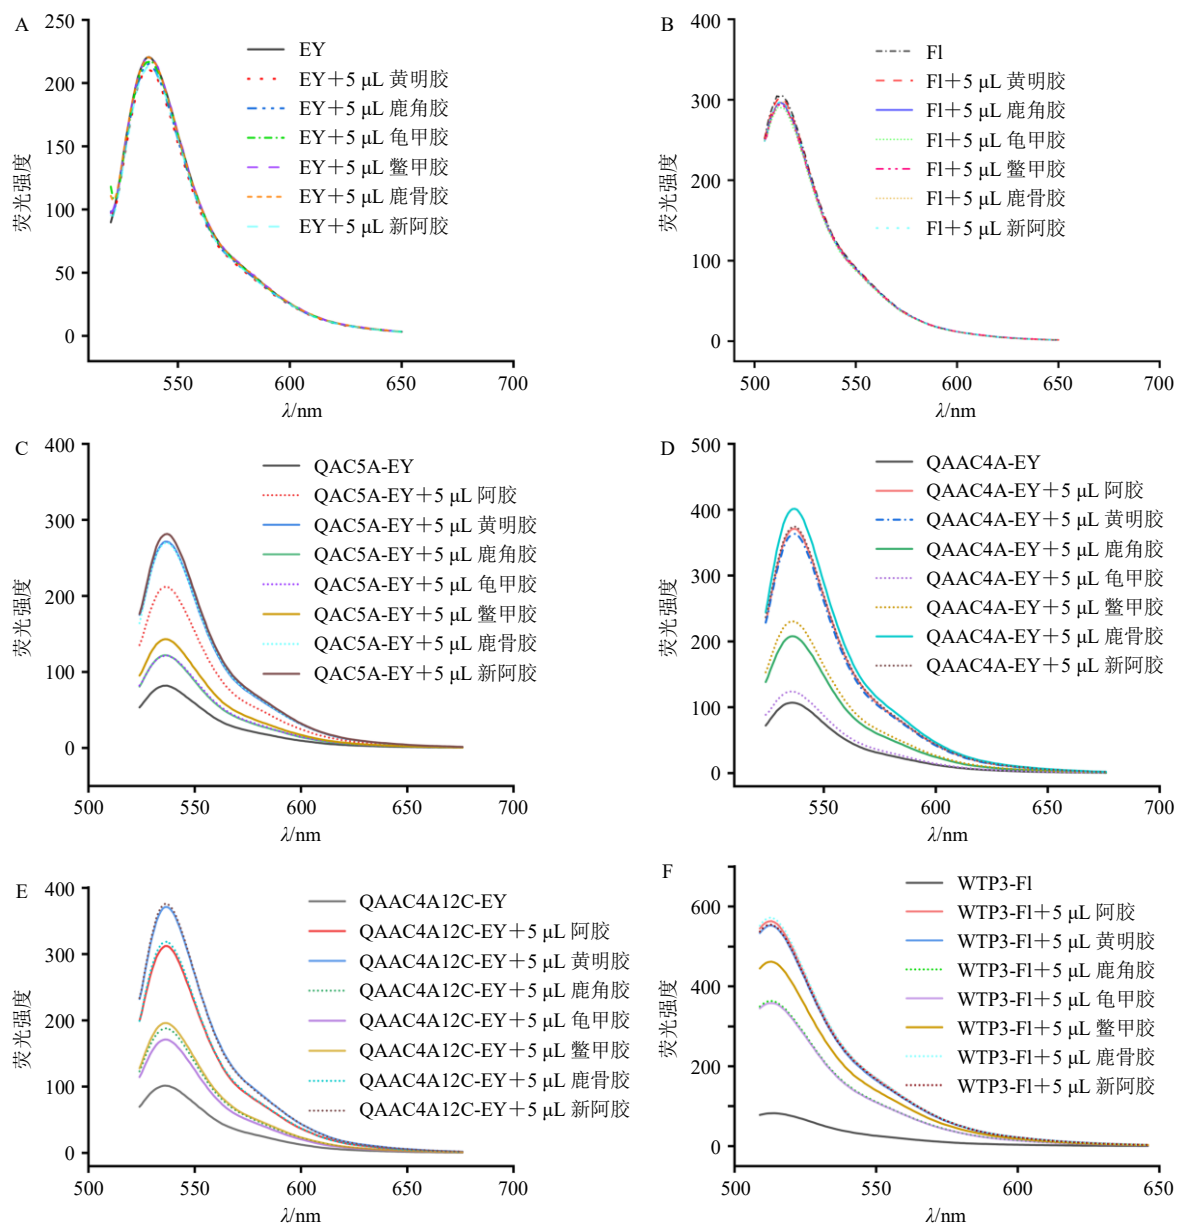 A
250
200
150
100
50
0
550
600
650
700
荧光强度
λ/nm
EY
EY＋5 μL 黄明胶
EY＋5 μL 鹿角胶
EY＋5 μL 龟甲胶
EY＋5 μL 鳖甲胶
EY＋5 μL 鹿骨胶
EY＋5 μL 新阿胶
B
400
300
200
100
0
500
550
600
650
700
荧光强度
λ/nm
Fl
Fl＋5 μL 黄明胶
Fl＋5 μL 鹿角胶
Fl＋5 μL 龟甲胶
Fl＋5 μL 鳖甲胶
Fl＋5 μL 鹿骨胶
Fl＋5 μL 新阿胶
C
400
300
200
100
0
500
550
600
650
700
荧光强度
λ/nm
QAC5A-EY
QAC5A-EY＋5 μL 阿胶
QAC5A-EY＋5 μL 黄明胶
QAC5A-EY＋5 μL 鹿角胶
QAC5A-EY＋5 μL 龟甲胶
QAC5A-EY＋5 μL 鳖甲胶
QAC5A-EY＋5 μL 鹿骨胶
QAC5A-EY＋5 μL 新阿胶
D
500
400
300
200
100
0
550
600
650
700
荧光强度
λ/nm
QAAC4A-EY
QAAC4A-EY＋5 μL 阿胶
QAAC4A-EY＋5 μL 黄明胶
QAAC4A-EY＋5 μL 鹿角胶
QAAC4A-EY＋5 μL 龟甲胶
QAAC4A-EY＋5 μL 鳖甲胶
QAAC4A-EY＋5 μL 鹿骨胶
QAAC4A-EY＋5 μL 新阿胶
E
400
300
200
100
0
500
550
600
650
700
荧光强度
λ/nm
QAAC4A12C-EY
QAAC4A12C-EY＋5 μL 阿胶
QAAC4A12C-EY＋5 μL 黄明胶
QAAC4A12C-EY＋5 μL 鹿角胶
QAAC4A12C-EY＋5 μL 龟甲胶
QAAC4A12C-EY＋5 μL 鳖甲胶
QAAC4A12C-EY＋5 μL 鹿骨胶
QAAC4A12C-EY＋5 μL 新阿胶
F
600
400
200
0
500
550
600
650
荧光强度
λ/nm
WTP3-Fl
WTP3-Fl＋5 μL 阿胶
WTP3-Fl＋5 μL 黄明胶
WTP3-Fl＋5 μL 鹿角胶
WTP3-Fl＋5 μL 龟甲胶
WTP3-Fl＋5 μL 鳖甲胶
WTP3-Fl＋5 μL 鹿骨胶
WTP3-Fl＋5 μL 新阿胶